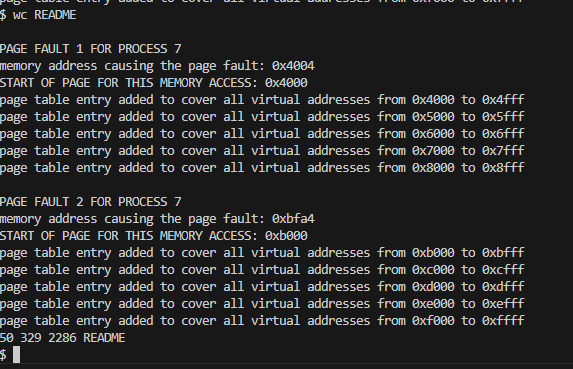 page table entry added to cover all virtual addresses from 0xf000 to 0xffff
$ wc README
PAGE FAULT 1 FOR PROCESS 7
memory address causing the page fault: 0x4004
START OF PAGE FOR THIS MEMORY ACCESS: 0x4000
page table entry added to cover all virtual addresses from 0x4000 to 0x4fff
page table entry added to cover all virtual addresses from 0x5000 to 0x5fff
page table entry added to cover all virtual addresses from 0x6000 to 0x6fff
page table entry added to cover all virtual addresses from 0x7000 to 0x7fff
page table entry added to cover all virtual addresses from 0x8000 to 0x8fff
PAGE FAULT 2 FOR PROCESS 7
memory address causing the page fault: 0xbfa4
START OF PAGE FOR THIS MEMORY ACCESS: 0xb000
page table entry added to cover all virtual addresses from 0xb000 to 0xbfff
page table entry added to cover all virtual addresses from 0xc000 to 0xcfff
page table entry added to cover all virtual addresses from 0xd000 to 0xdfff
page table entry added to cover all virtual addresses from 0xe000 to 0xefff
page table entry added to cover all virtual addresses from 0xf000 to 0xffff
50 329 2286 README
$